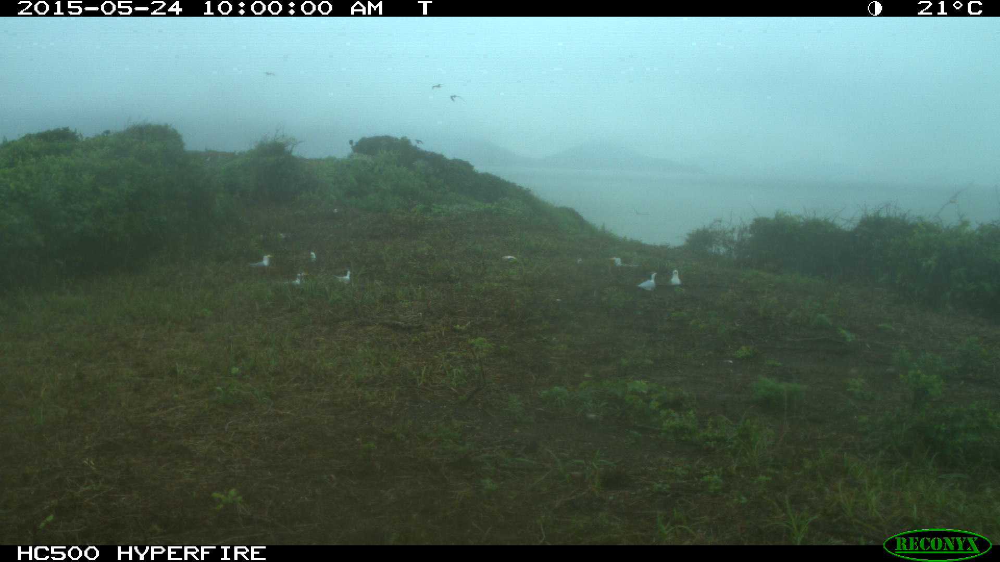 2015-05-24 10:00:00 AM T 21°C
HC500 HYPERFIRE
RECONYX